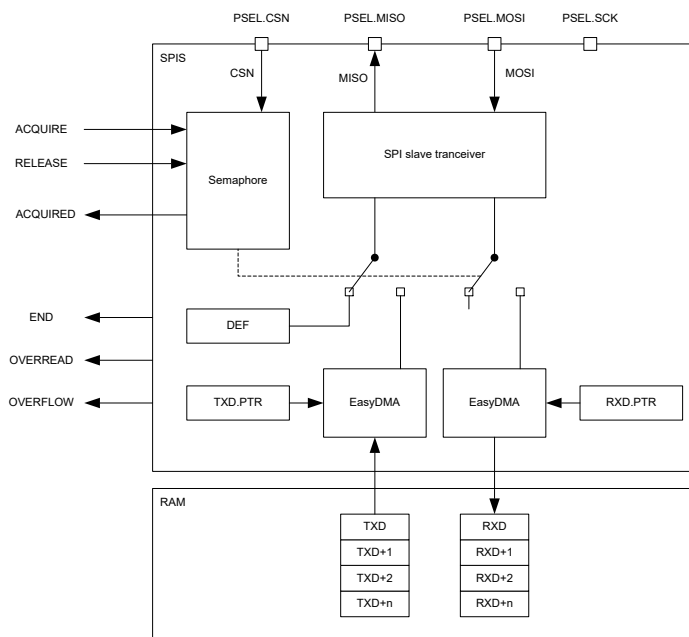 PSEL.CSN
PSEL.MISO
PSEL.MOSI
PSEL.SCK
SPIS
CSN
MISO
MOSI
ACQUIRE
RELEASE
ACQUIRED
Semaphore
SPI slave tranceiver
END
OVERREAD
OVERFLOW
DEF
TXD.PTR
EasyDMA
EasyDMA
RXD.PTR
RAM
TXD
TXD+1
TXD+2
TXD+n
RXD
RXD+1
RXD+2
RXD+n